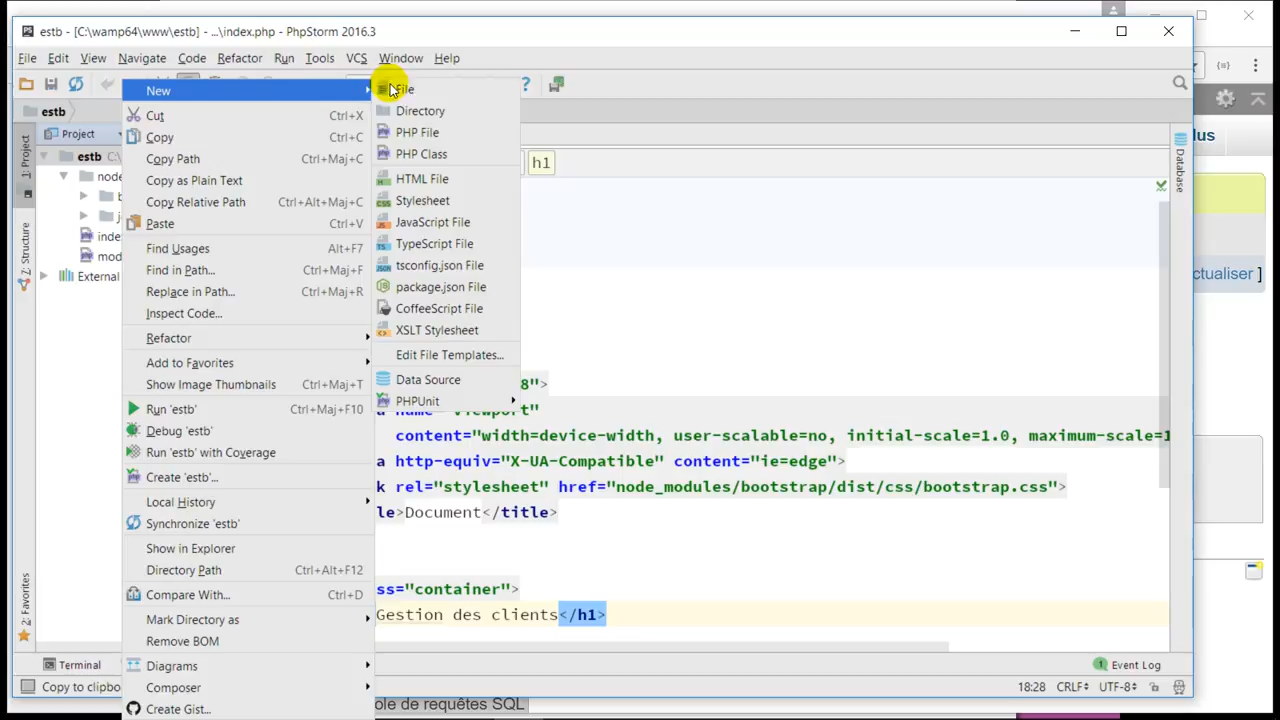 estb - [C:\wamp64\www\estb] - ...\index.php - PhpStorm 2016.3
File Edit View Navigate Code Refactor Run Tools VCS Window Help
estb
1: Project
Project
estb C:\
node
index
mod
External
Z: Structure
2: Favorites
New
Cut Ctrl+X
Copy Ctrl+C
Copy Path Ctrl+Maj+C
Copy as Plain Text
Copy Relative Path Ctrl+Alt+Maj+C
Paste Ctrl+V
Find Usages Alt+F7
Find in Path... Ctrl+Maj+F
Replace in Path... Ctrl+Maj+R
Inspect Code...
Refactor
Add to Favorites
Show Image Thumbnails Ctrl+Maj+T
Run 'estb' Ctrl+Maj+F10
Debug 'estb'
Run 'estb' with Coverage
Create 'estb'...
Local History
Synchronize 'estb'
Show in Explorer
Directory Path Ctrl+Alt+F12
Compare With... Ctrl+D
Mark Directory as
Remove BOM
Diagrams
Composer
Create Gist...
File
Directory
PHP File
PHP Class
HTML File
Stylesheet
JavaScript File
TypeScript File
tsconfig.json File
package.json File
CoffeeScript File
XSLT Stylesheet
Edit File Templates...
Data Source
PHPUnit
h1
8">
a name="viewport"
content="width=device-width, user-scalable=no, initial-scale=1.0, maximum-scale=1
a http-equiv="X-UA-Compatible" content="ie=edge">
k rel="stylesheet" href="node_modules/bootstrap/dist/css/bootstrap.css">
le>Document</title>
ss="container">
Gestion des clients</h1>
Database
lus
ctualiser ]
Terminal
Event Log
Copy to clipbo
18:28 CRLF UTF-8
ole de requêtes SQL